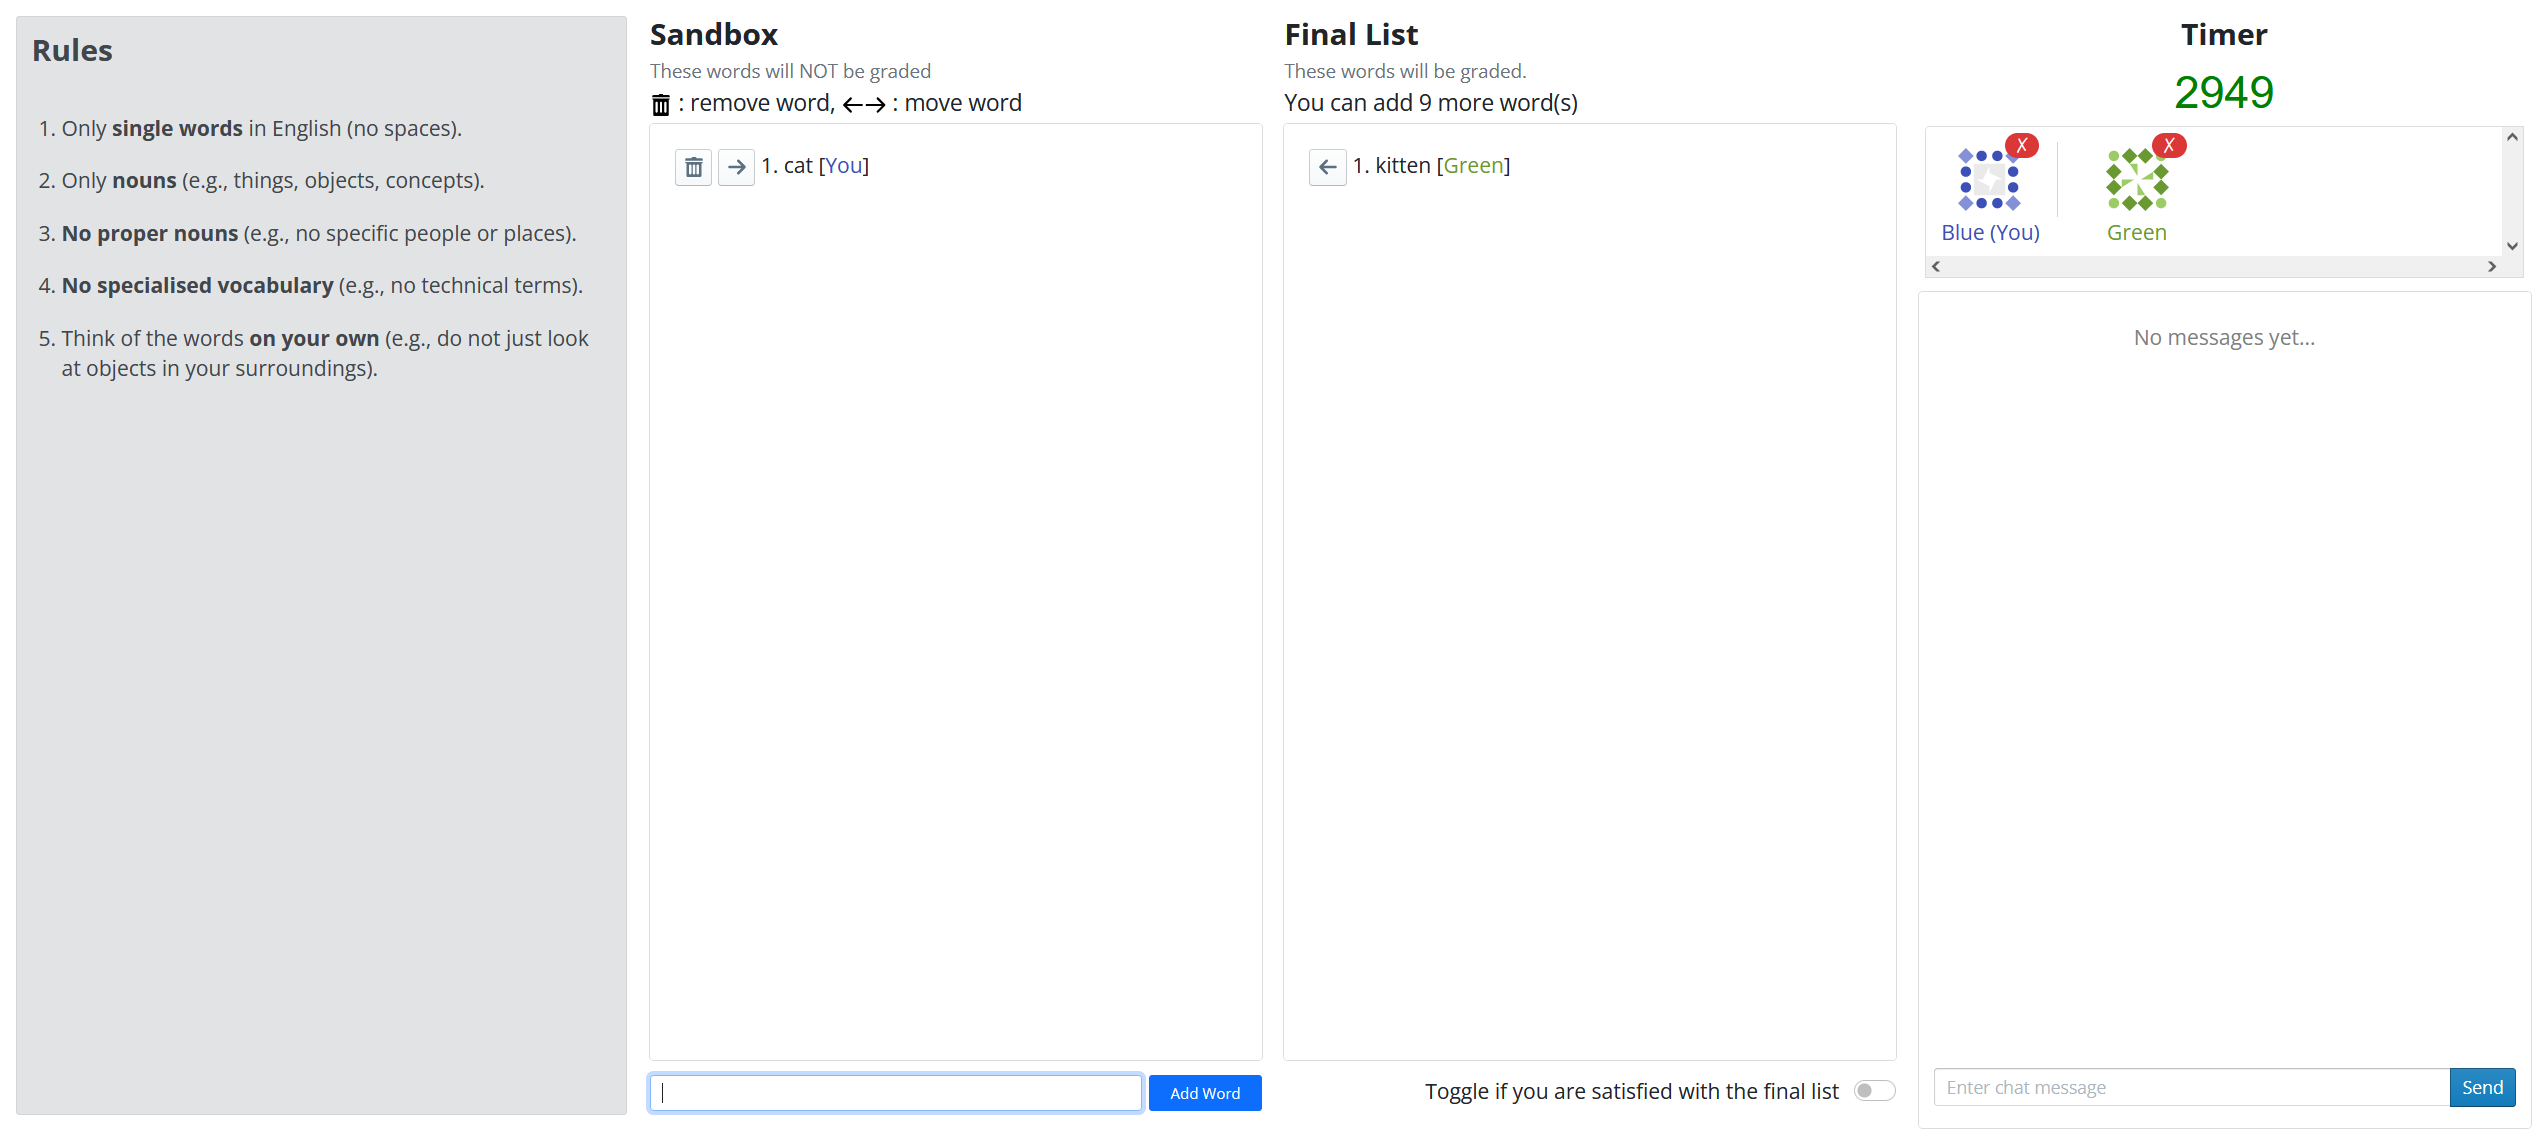 Rules
1. Only single words in English (no spaces).
2. Only nouns (e.g., things, objects, concepts).
3. No proper nouns (e.g., no specific people or places).
4. No specialised vocabulary (e.g., no technical terms).
5. Think of the words on your own (e.g., do not just look
at objects in your surroundings).
Sandbox
These words will NOT be graded
: remove word, ←→ : move word
1. cat [You]
Add Word
Final List
These words will be graded.
You can add 9 more word(s)
1. kitten [Green]
Toggle if you are satisfied with the final list
Timer
2949
X X
Blue (You) Green
No messages yet...
Enter chat message Send